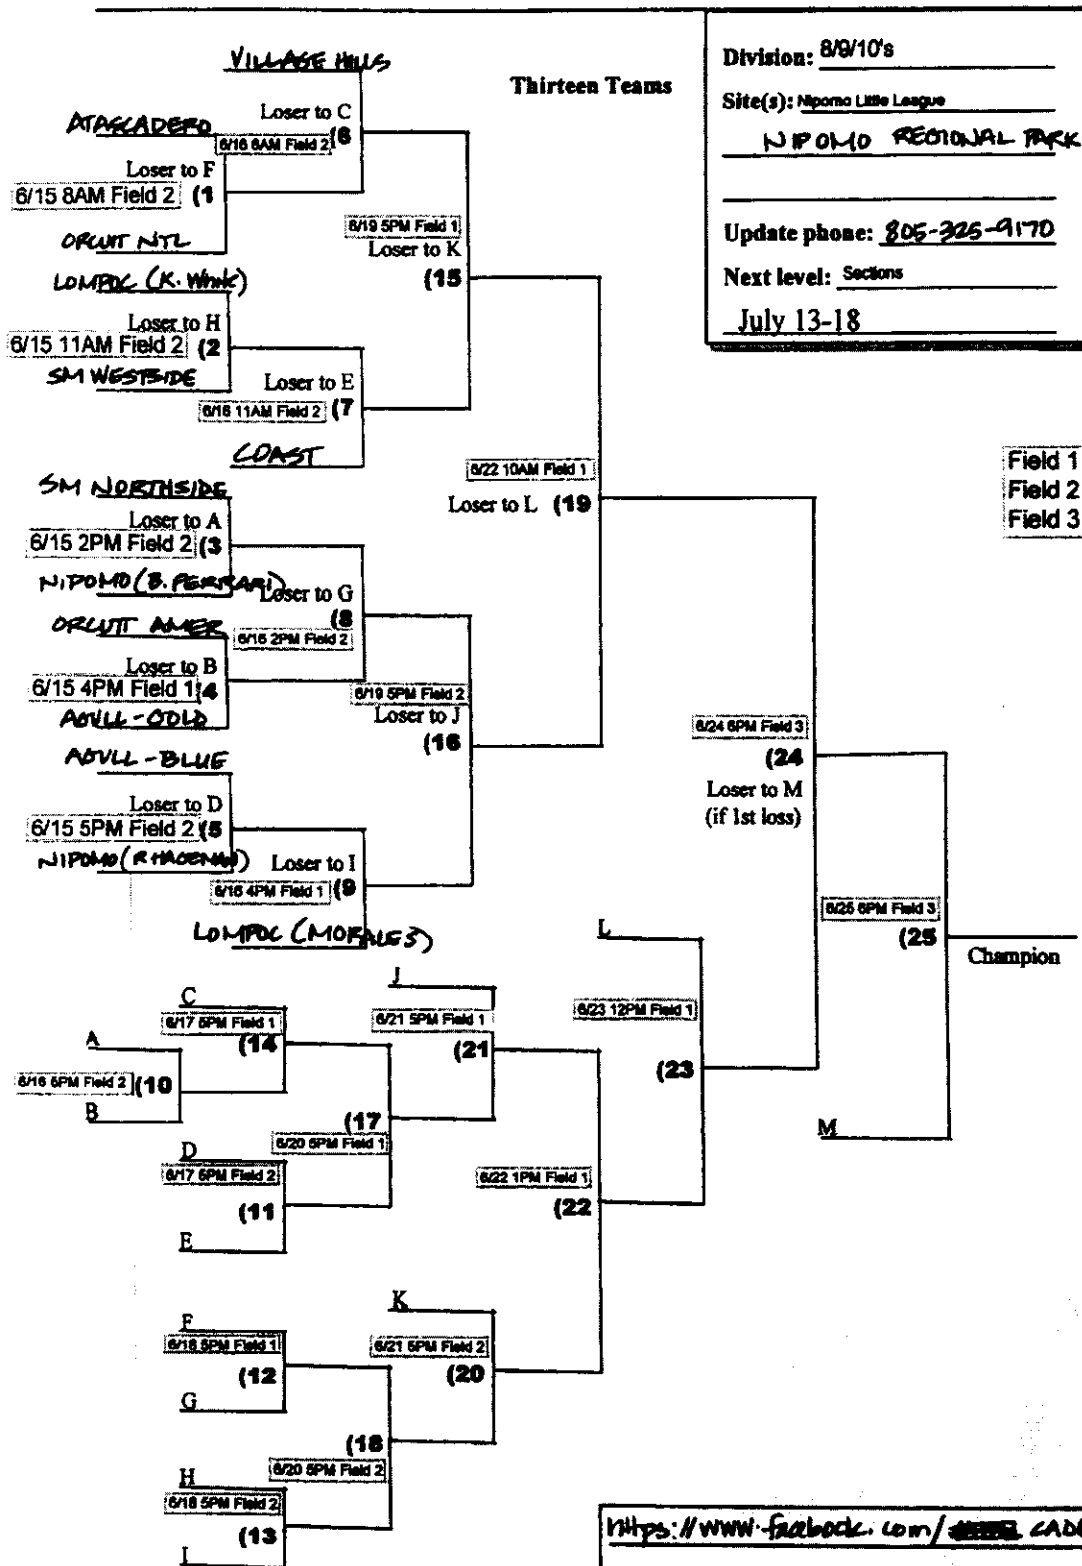 Division: 8/9/10's
Site(s): Nipomo Little League
NIPOMO REGIONAL PARK
Update phone: 805-325-9170
Next level: Sections
July 13-18
Thirteen Teams
Field 1
Field 2
Field 3
VILLAGE HILLS
Loser to C
6/16 8AM Field 2 (6
ATASCADERO
Loser to F
6/15 8AM Field 2 (1
ORCUTT NTL
6/19 5PM Field 1
Loser to K
(15
LOMPOC (K. White)
Loser to H
6/15 11AM Field 2 (2
SM WESTSIDE
Loser to E
6/16 11AM Field 2 (7
COAST
6/22 10AM Field 1
Loser to L (19
SM NORTHSIDE
Loser to A
6/15 2PM Field 2 (3
NIPOMO (B. FERRARI)
Loser to G
(8
6/16 2PM Field 2
ORCUTT AMER
Loser to B
6/15 4PM Field 1 (4
AGVLL-GOLD
6/19 5PM Field 2
Loser to J
(16
AGVLL-BLUE
Loser to D
6/15 5PM Field 2 (5
NIPOMO
Loser to I
6/16 4PM Field 1 (9
LOMPOC (MORALES)
6/24 6PM Field 3
(24
Loser to M
(if 1st loss)
6/25 6PM Field 3
(25
Champion
L
J
C
6/17 5PM Field 1
(14
A
6/16 5PM Field 2 (10
B
6/21 5PM Field 1
(21
6/23 12PM Field 1
(23
(17
6/20 5PM Field 1
M
D
6/17 5PM Field 2
(11
E
6/22 1PM Field 1
(22
K
F
6/18 5PM Field 1
(12
G
6/21 5PM Field 2
(20
(18
6/20 5PM Field 2
H
6/18 5PM Field 2
(13
I
https://www.facebook.com/ CADI